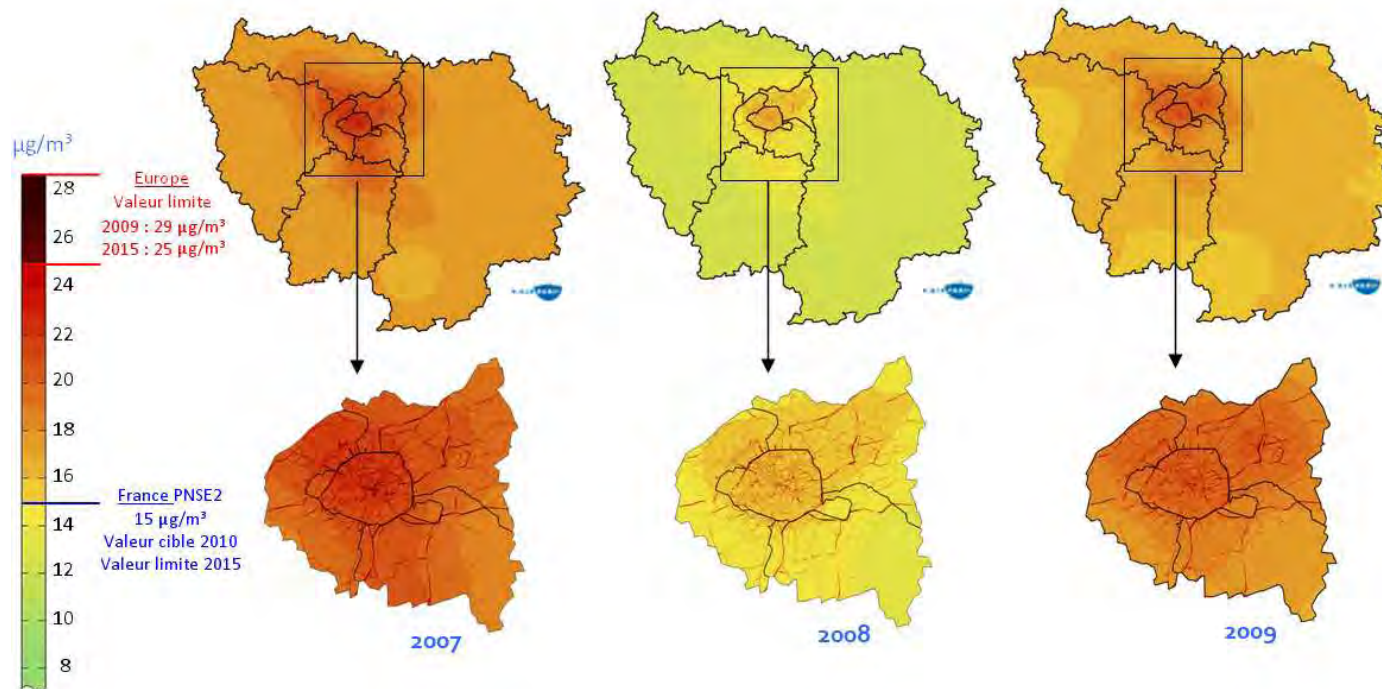 µg/m³
28
26
24
22
20
18
16
14
12
10
8
Europe
Valeur limite
2009 : 29 µg/m³
2015 : 25 µg/m³
France PNSE2
15 µg/m³
Valeur cible 2010
Valeur limite 2015
2007
2008
2009